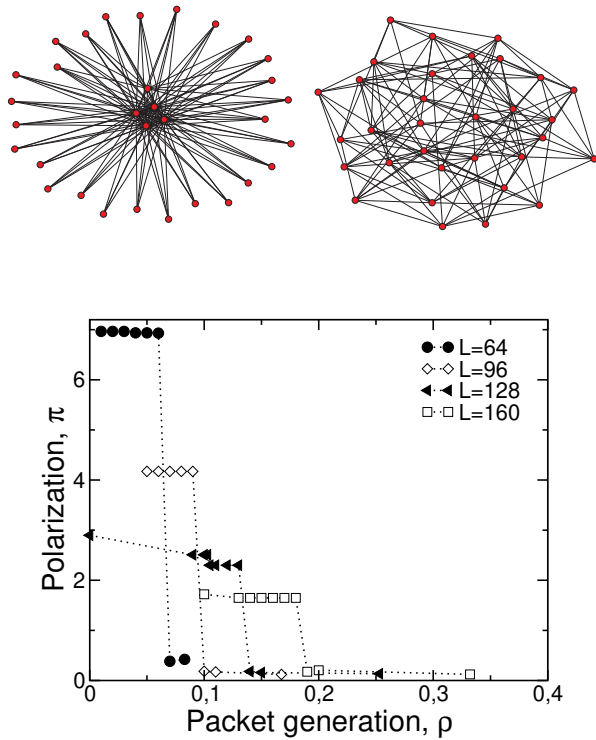 6
4
2
0
Polarization, π
L=64
L=96
L=128
L=160
0 0,1 0,2 0,3 0,4
Packet generation, ρ